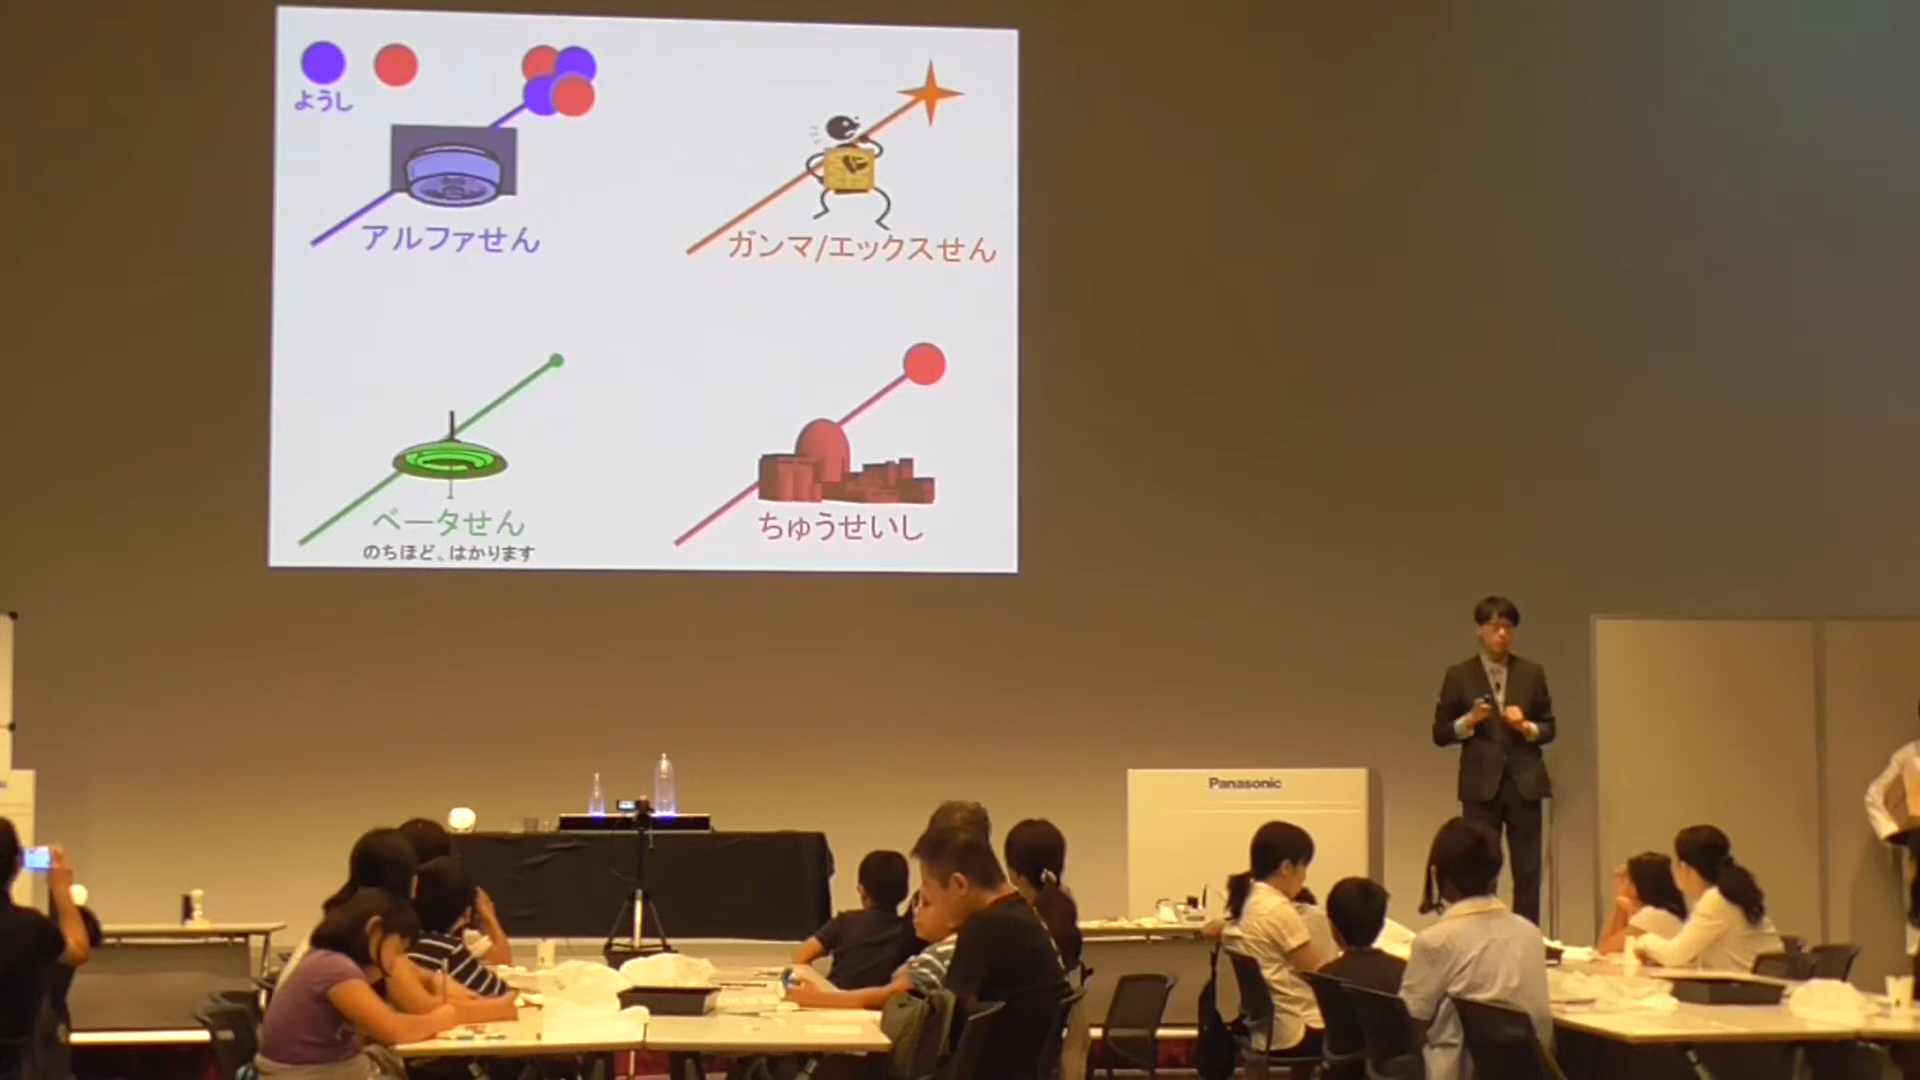 ようし
アルファせん
ガンマ/エックスせん
ベータせん
のちほど、はかります
ちゅうせいし
Panasonic